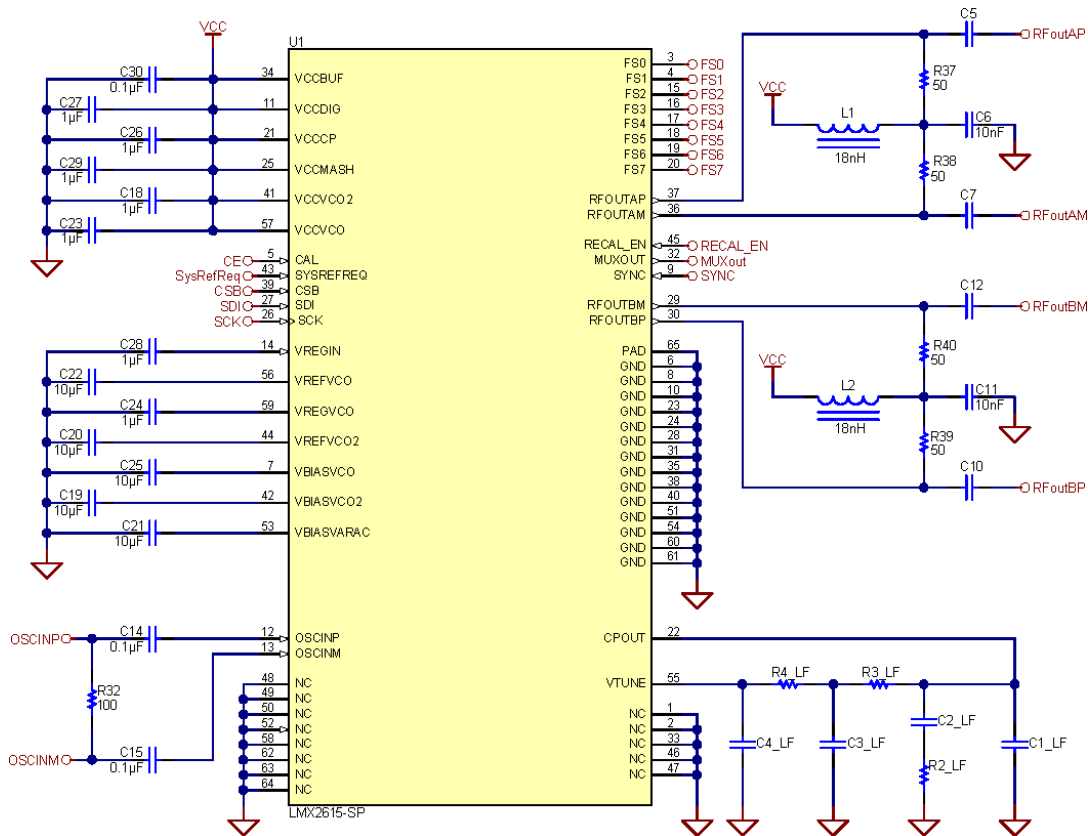 VCC
U1
C30
0.1µF
34
VCCBUF
C27
1µF
11
VCCDIG
C26
1µF
21
VCCCP
C29
1µF
25
VCCMASH
C18
1µF
41
VCCVCO2
C23
1µF
57
VCCVCO
CE
5
CAL
SysRefReq
43
SYSREFREQ
CSB
39
CSB
SDI
27
SDI
SCK
26
SCK
C28
1µF
14
VREGIN
C22
10µF
56
VREFVCO
C24
1µF
59
VREGVCO
C20
10µF
44
VREFVCO2
C25
10µF
7
VBIASVCO
C19
10µF
42
VBIASVCO2
C21
10µF
53
VBIASVARAC
OSCINP
C14
0.1µF
12
OSCINP
13
OSCINM
R32
100
OSCINM
C15
0.1µF
48
NC
49
NC
50
NC
52
NC
58
NC
62
NC
63
NC
64
NC
LMX2615-SP
FS0
3
FS0
FS1
4
FS1
FS2
15
FS2
FS3
16
FS3
FS4
17
FS4
FS5
18
FS5
FS6
19
FS6
FS7
20
FS7
RFOUTAP
37
RFOUTAM
36
RECAL_EN
45
RECAL_EN
MUXOUT
32
MUXout
SYNC
9
SYNC
RFOUTBM
29
RFOUTBP
30
PAD
65
GND
6
GND
8
GND
10
GND
23
GND
24
GND
28
GND
31
GND
35
GND
38
GND
40
GND
51
GND
54
GND
60
GND
61
CPOUT
22
VTUNE
55
NC
1
NC
2
NC
33
NC
46
NC
47
C5
RFoutAP
R37
50
VCC
L1
18nH
C6
10nF
R38
50
C7
RFoutAM
C12
RFoutBM
R40
50
VCC
L2
18nH
C11
10nF
R39
50
C10
RFoutBP
R4_LF
R3_LF
C2_LF
C4_LF
C3_LF
C1_LF
R2_LF